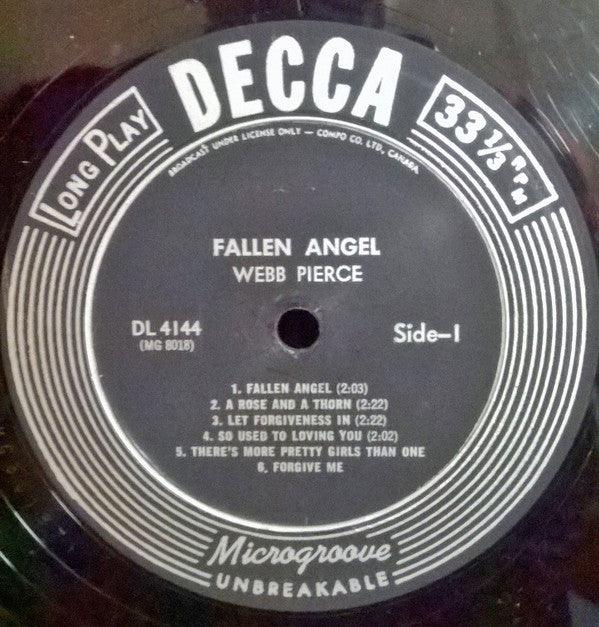 DECCA
LONG PLAY
33 1/3 RPM
BROADCAST UNDER LICENSE ONLY — COMPO CO. LTD., CANADA
FALLEN ANGEL
WEBB PIERCE
DL 4144
(MG 8018)
Side–1
1. FALLEN ANGEL (2:03)
2. A ROSE AND A THORN (2:22)
3. LET FORGIVENESS IN (2:22)
4. SO USED TO LOVING YOU (2:02)
5. THERE'S MORE PRETTY GIRLS THAN ONE
6. FORGIVE ME
Microgroove
UNBREAKABLE